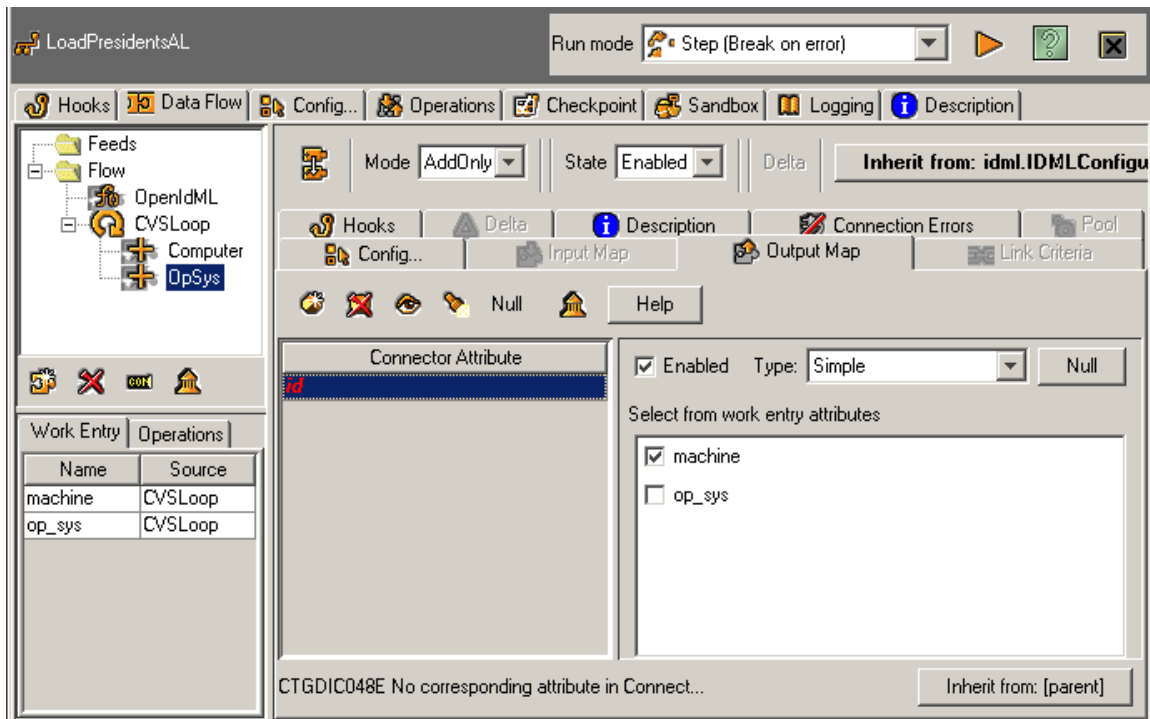 LoadPresidentsAL
Run mode Step (Break on error)
Hooks Data Flow Config... Operations Checkpoint Sandbox Logging Description
Feeds
Flow
OpenIdML
CVSLoop
Computer
OpSys
Mode AddOnly State Enabled Delta Inherit from: idml.IDMLConfigu
Hooks Delta Description Connection Errors Pool
Config... Input Map Output Map Link Criteria
Null Help
Connector Attribute
id
Enabled Type: Simple Null
Select from work entry attributes
machine
op_sys
Work Entry Operations
Name Source
machine CVSLoop
op_sys CVSLoop
CTGDIC048E No corresponding attribute in Connect... Inherit from: [parent]